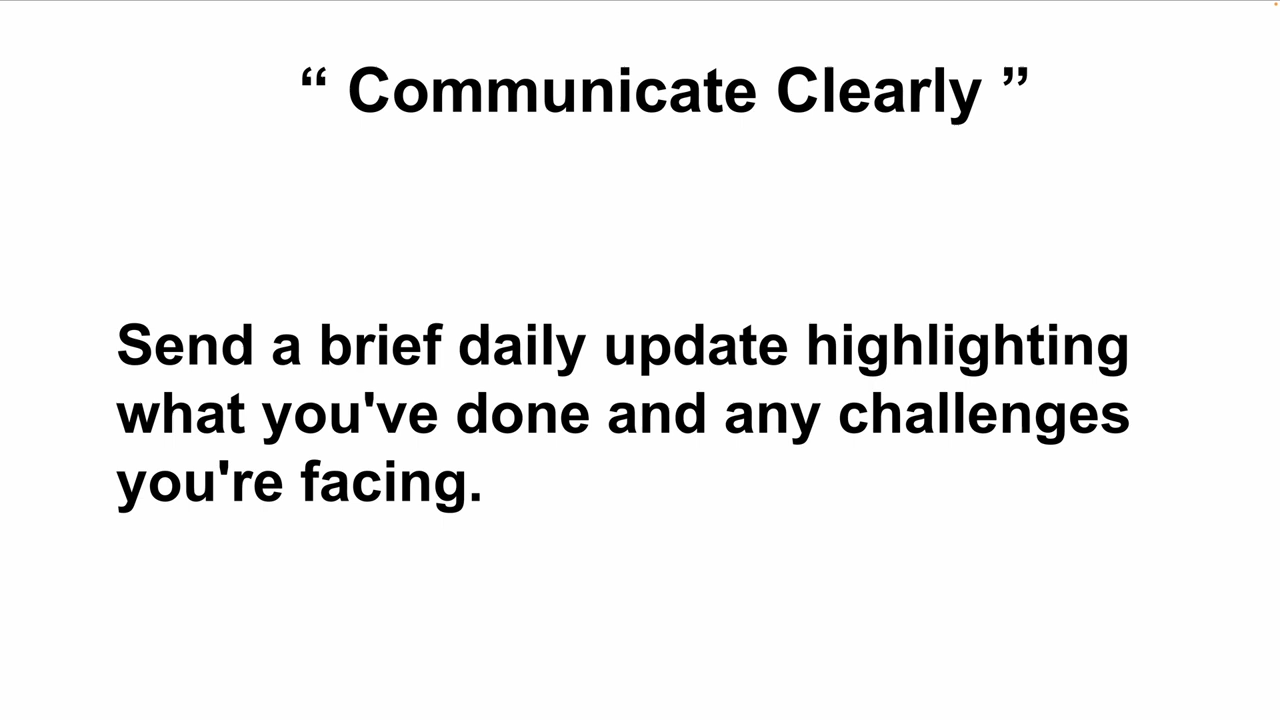 “ Communicate Clearly ”
Send a brief daily update highlighting
what you've done and any challenges
you're facing.